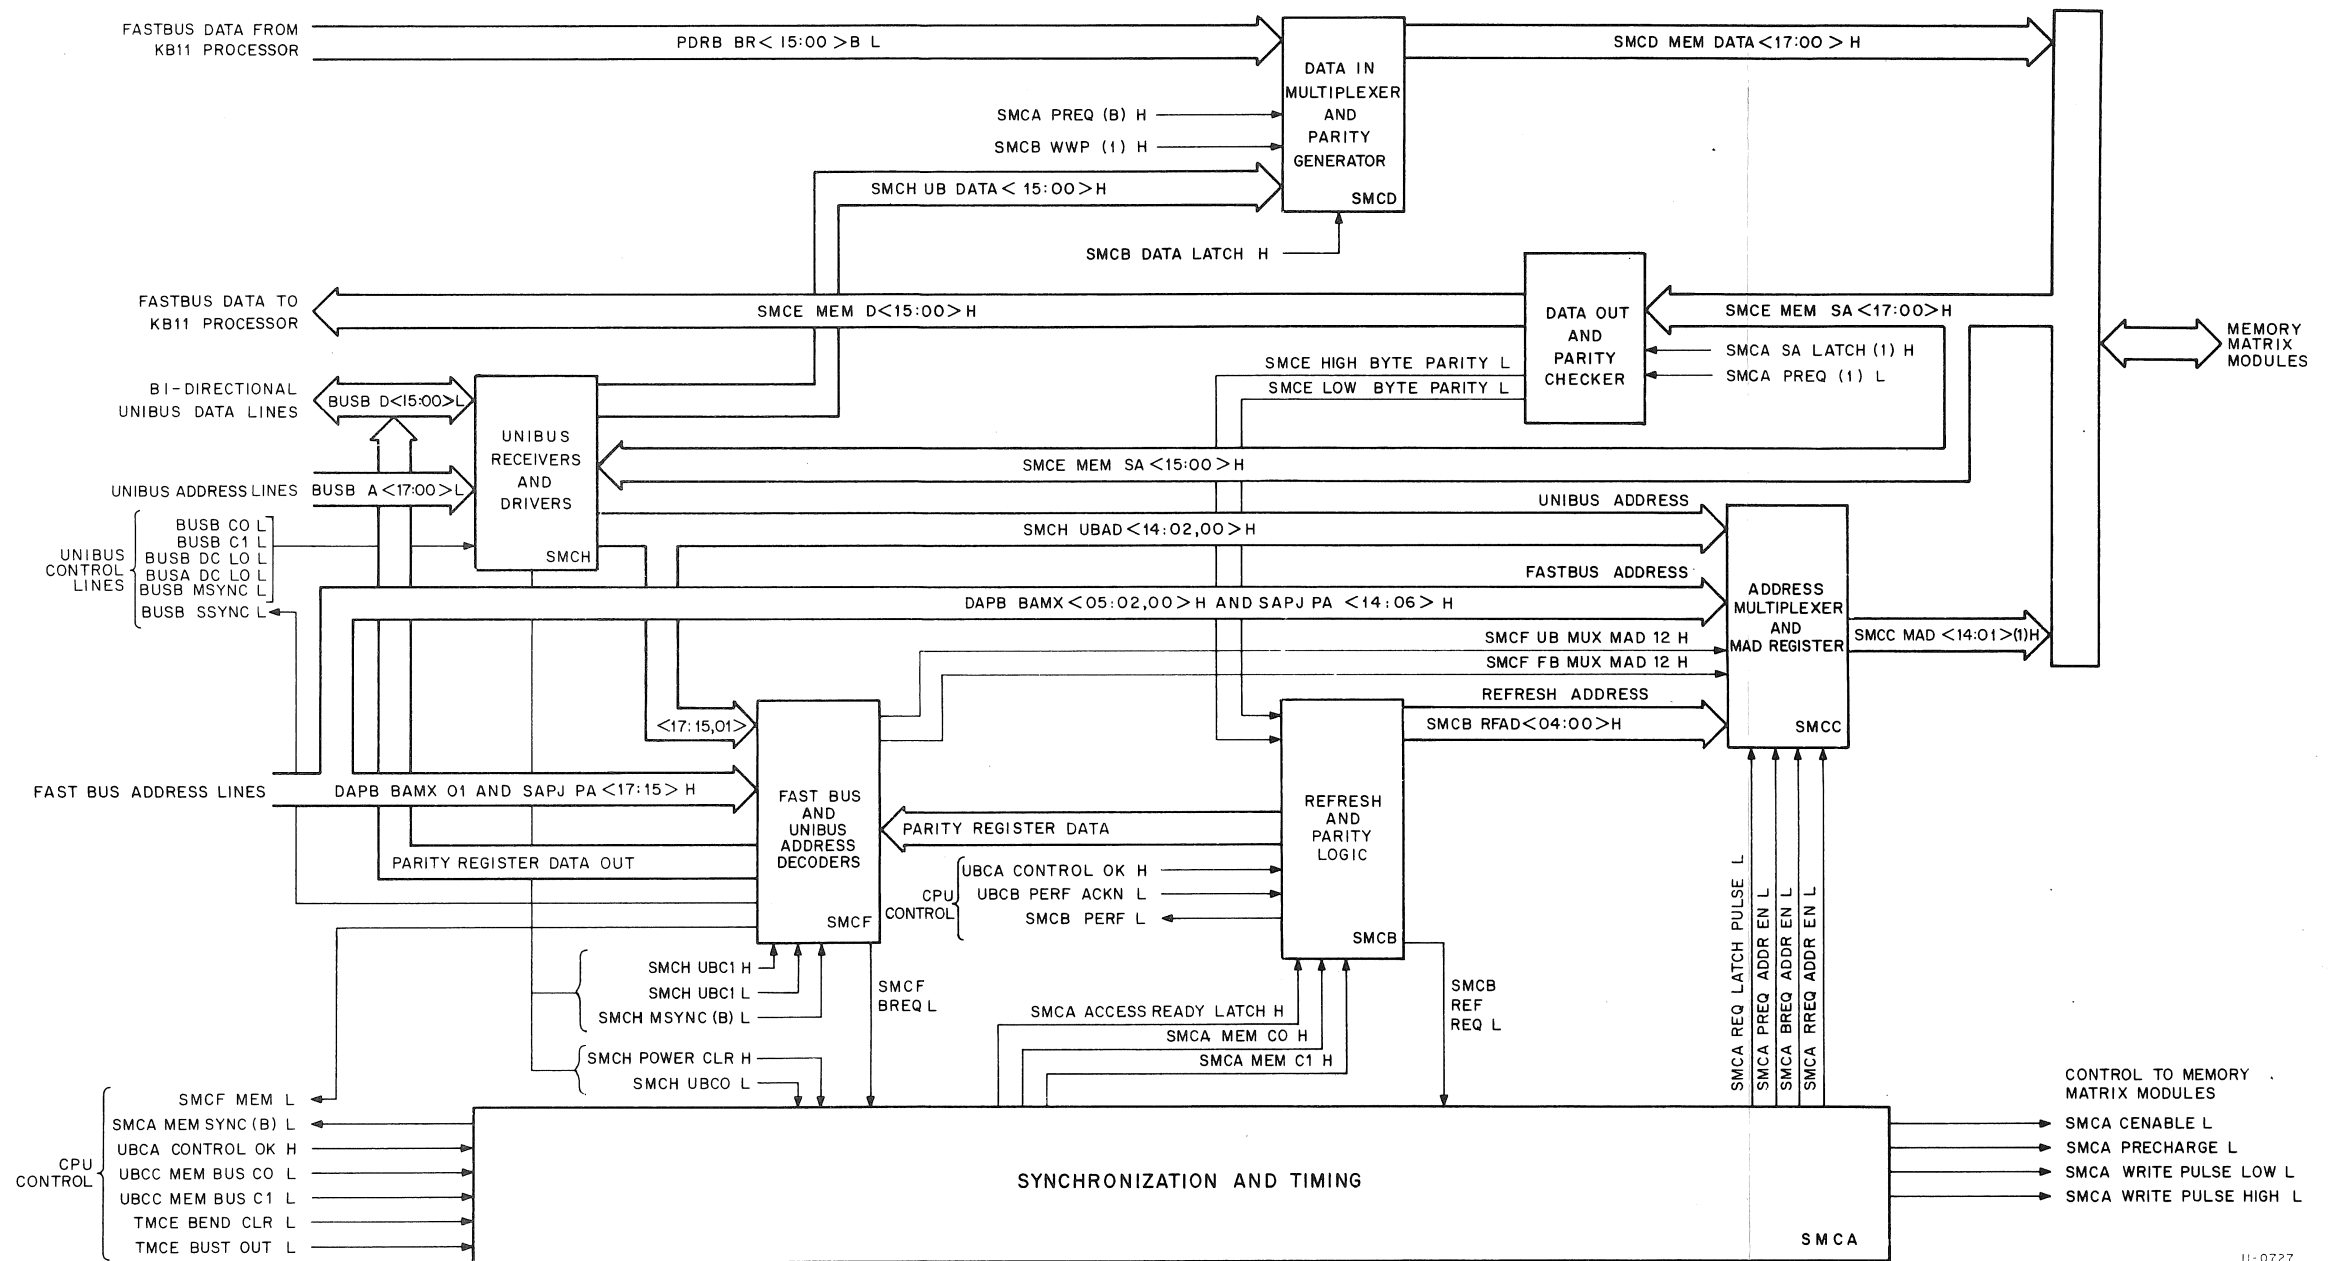 FASTBUS DATA FROM
KB11 PROCESSOR
PDRB BR< 15:00 >B L
SMCD MEM DATA<17:00> H
DATA IN
MULTIPLEXER
AND
PARITY
GENERATOR
SMCD
SMCA PREQ (B) H
SMCB WWP (1) H
SMCH UB DATA< 15:00>H
SMCB DATA LATCH H
FASTBUS DATA TO
KB11 PROCESSOR
SMCE MEM D<15:00>H
DATA OUT
AND
PARITY
CHECKER
SMCE MEM SA<17:00>H
SMCA SA LATCH (1) H
SMCA PREQ (1) L
MEMORY
MATRIX
MODULES
SMCE HIGH BYTE PARITY L
SMCE LOW BYTE PARITY L
BI-DIRECTIONAL
UNIBUS DATA LINES
BUSB D<15:00>L
UNIBUS
RECEIVERS
AND
DRIVERS
SMCH
SMCE MEM SA <15:00>H
UNIBUS ADDRESS LINES
BUSB A<17:00>L
UNIBUS ADDRESS
SMCH UBAD<14:02,00>H
UNIBUS
CONTROL
LINES
BUSB C0 L
BUSB C1 L
BUSB DC LO L
BUSA DC LO L
BUSB MSYNC L
BUSB SSYNC L
FASTBUS ADDRESS
DAPB BAMX<05:02,00>H AND SAPJ PA <14:06> H
ADDRESS
MULTIPLEXER
AND
MAD REGISTER
SMCC
SMCC MAD <14:01>(1)H
SMCF UB MUX MAD 12 H
SMCF FB MUX MAD 12 H
REFRESH ADDRESS
SMCB RFAD<04:00>H
<17:15,01>
FAST BUS ADDRESS LINES
DAPB BAMX 01 AND SAPJ PA<17:15> H
FAST BUS
AND
UNIBUS
ADDRESS
DECODERS
SMCF
PARITY REGISTER DATA
REFRESH
AND
PARITY
LOGIC
SMCB
PARITY REGISTER DATA OUT
CPU
CONTROL
UBCA CONTROL OK H
UBCB PERF ACKN L
SMCB PERF L
SMCH UBC1 H
SMCH UBC1 L
SMCH MSYNC (B) L
SMCF
BREQ L
SMCA ACCESS READY LATCH H
SMCA MEM C0 H
SMCA MEM C1 H
SMCB
REF
REQ L
SMCA REQ LATCH PULSE L
SMCA PREQ ADDR EN L
SMCA BREQ ADDR EN L
SMCA RREQ ADDR EN L
SMCH POWER CLR H
SMCH UBC0 L
CPU
CONTROL
SMCF MEM L
SMCA MEM SYNC (B) L
UBCA CONTROL OK H
UBCC MEM BUS C0 L
UBCC MEM BUS C1 L
TMCE BEND CLR L
TMCE BUST OUT L
SYNCHRONIZATION AND TIMING
SMCA
CONTROL TO MEMORY
MATRIX MODULES
SMCA CENABLE L
SMCA PRECHARGE L
SMCA WRITE PULSE LOW L
SMCA WRITE PULSE HIGH L
11-0727